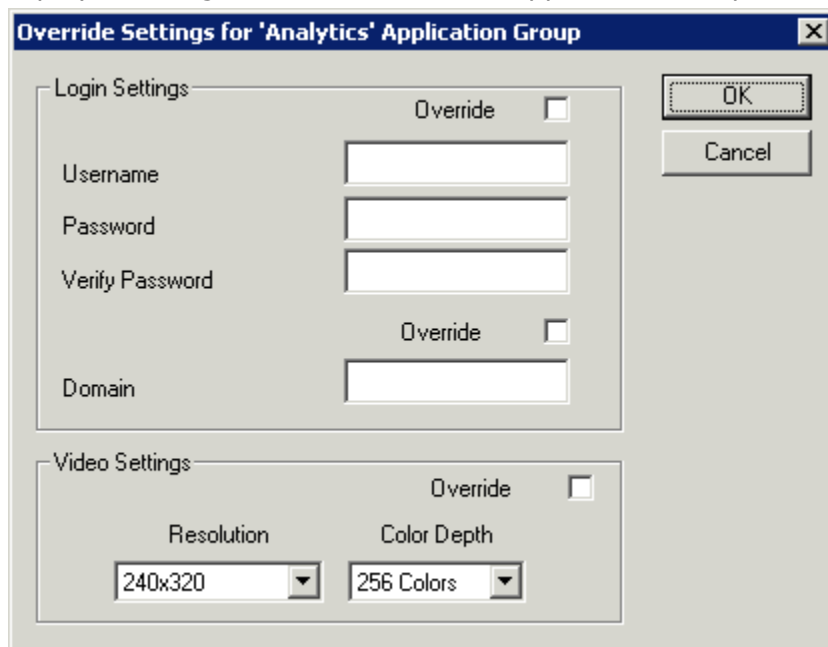 Override Settings for 'Analytics' Application Group
Login Settings
Override
OK
Cancel
Username
Password
Verify Password
Override
Domain
Video Settings
Override
Resolution Color Depth
240x320 256 Colors